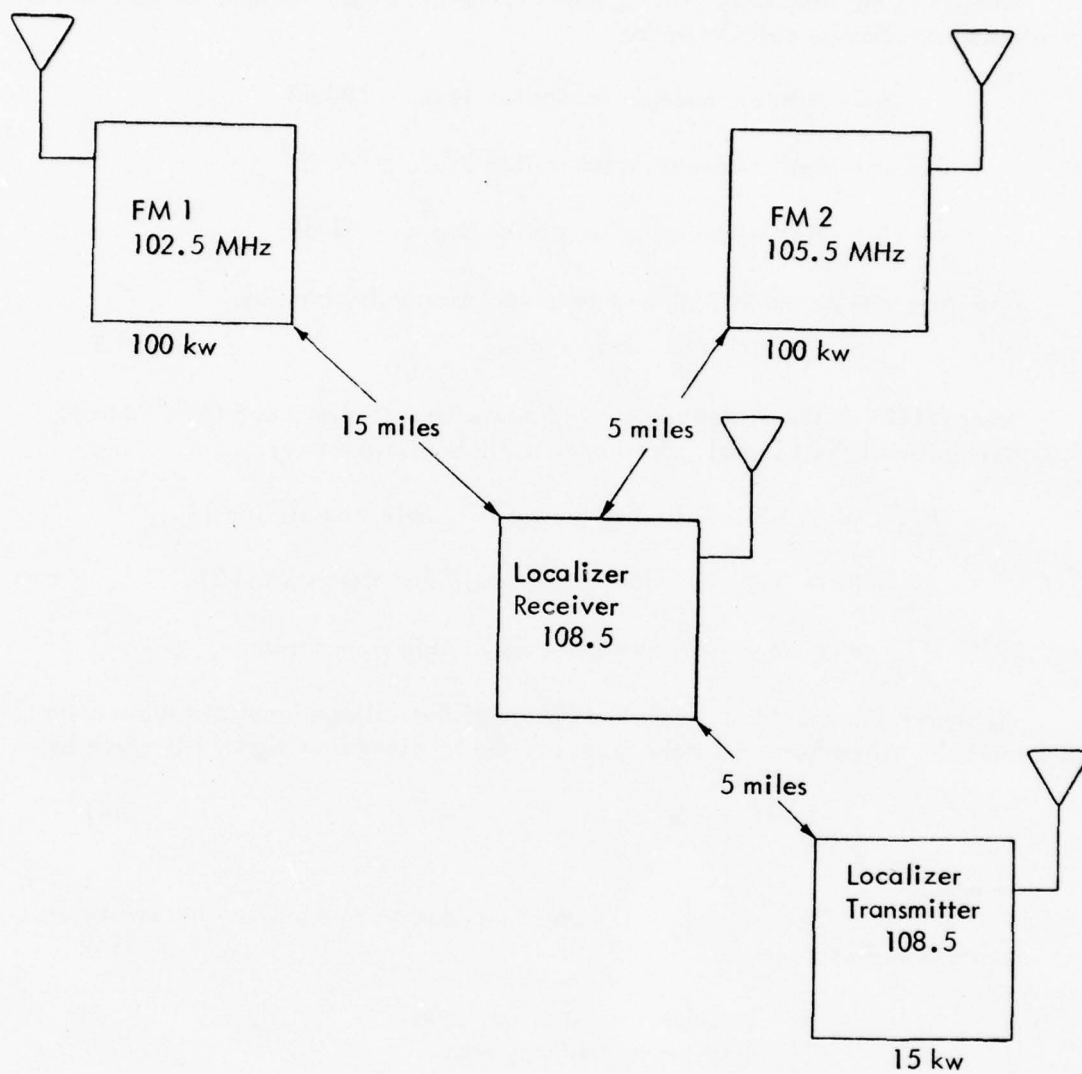 FM 1
102.5 MHz
100 kw
FM 2
105.5 MHz
100 kw
15 miles
5 miles
Localizer
Receiver
108.5
5 miles
Localizer
Transmitter
108.5
15 kw